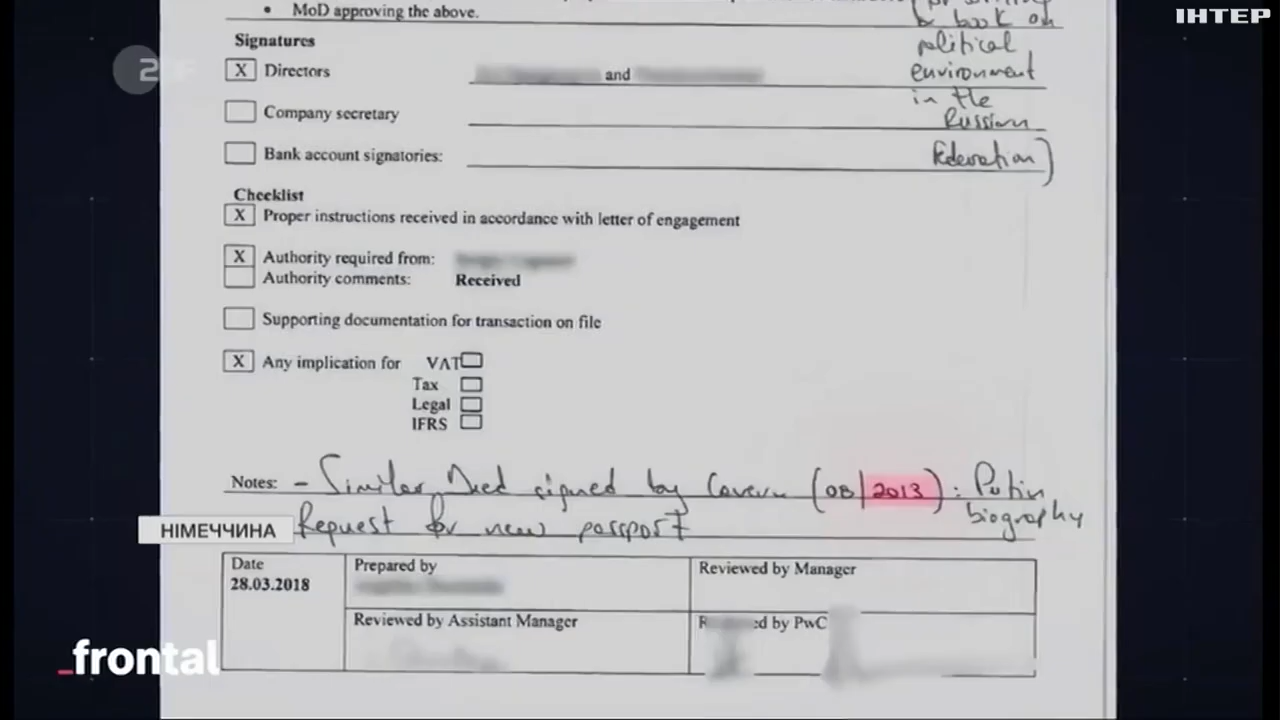 • MoD approving the above.
a book on
ІНТЕР
Signatures
political
ZDF
X Directors
and
environment
in the
Company secretary
Russian
Bank account signatories:
Federation)
Checklist
X Proper instructions received in accordance with letter of engagement
X Authority required from:
Authority comments: Received
Supporting documentation for transaction on file
X Any implication for VAT
Tax
Legal
IFRS
Notes: - Similar Deed signed by (08/2013): Putin
biography
НІМЕЧЧИНА
Request for new passport
Date
28.03.2018
Prepared by
Reviewed by Manager
Reviewed by Assistant Manager
by PwC
_frontal